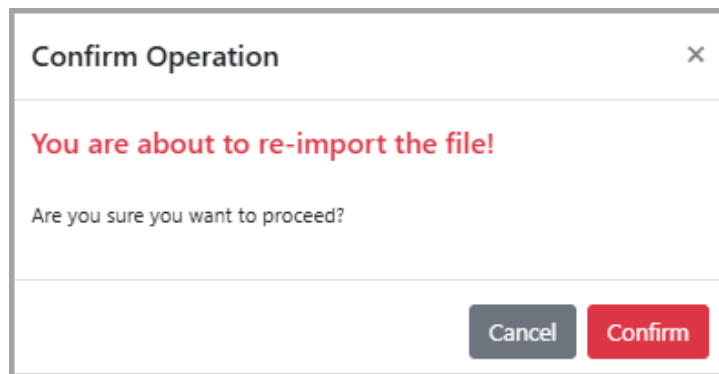 Confirm Operation ×
You are about to re-import the file!
Are you sure you want to proceed?
Cancel Confirm